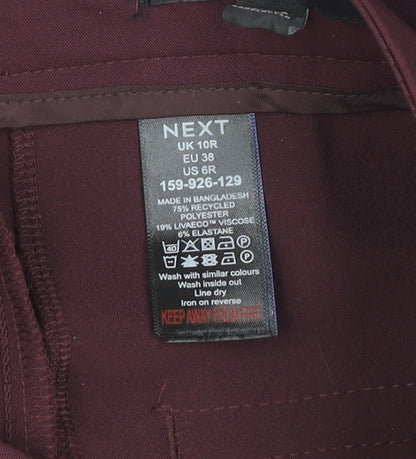 NEXT
UK 10R
EU 38
US 6R
159-926-129
MADE IN BANGLADESH
75% RECYCLED
POLYESTER
19% LIVAECO™ VISCOSE
6% ELASTANE
40 P
P
Wash with similar colours
Wash inside out
Line dry
Iron on reverse
KEEP AWAY FROM FIRE